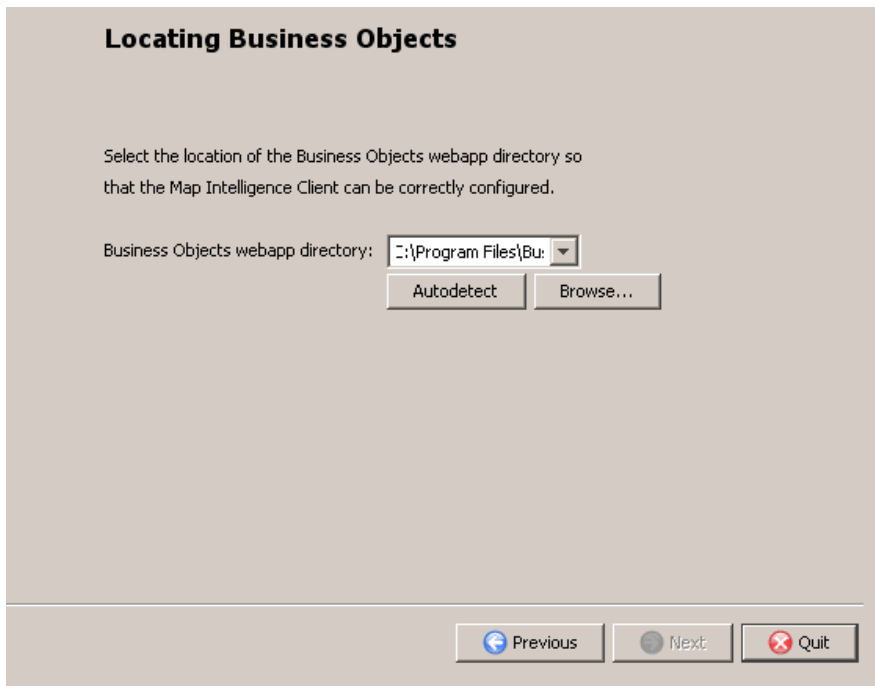 Locating Business Objects
Select the location of the Business Objects webapp directory so
that the Map Intelligence Client can be correctly configured.
Business Objects webapp directory: :\Program Files\Bu
Autodetect Browse...
Previous Next Quit